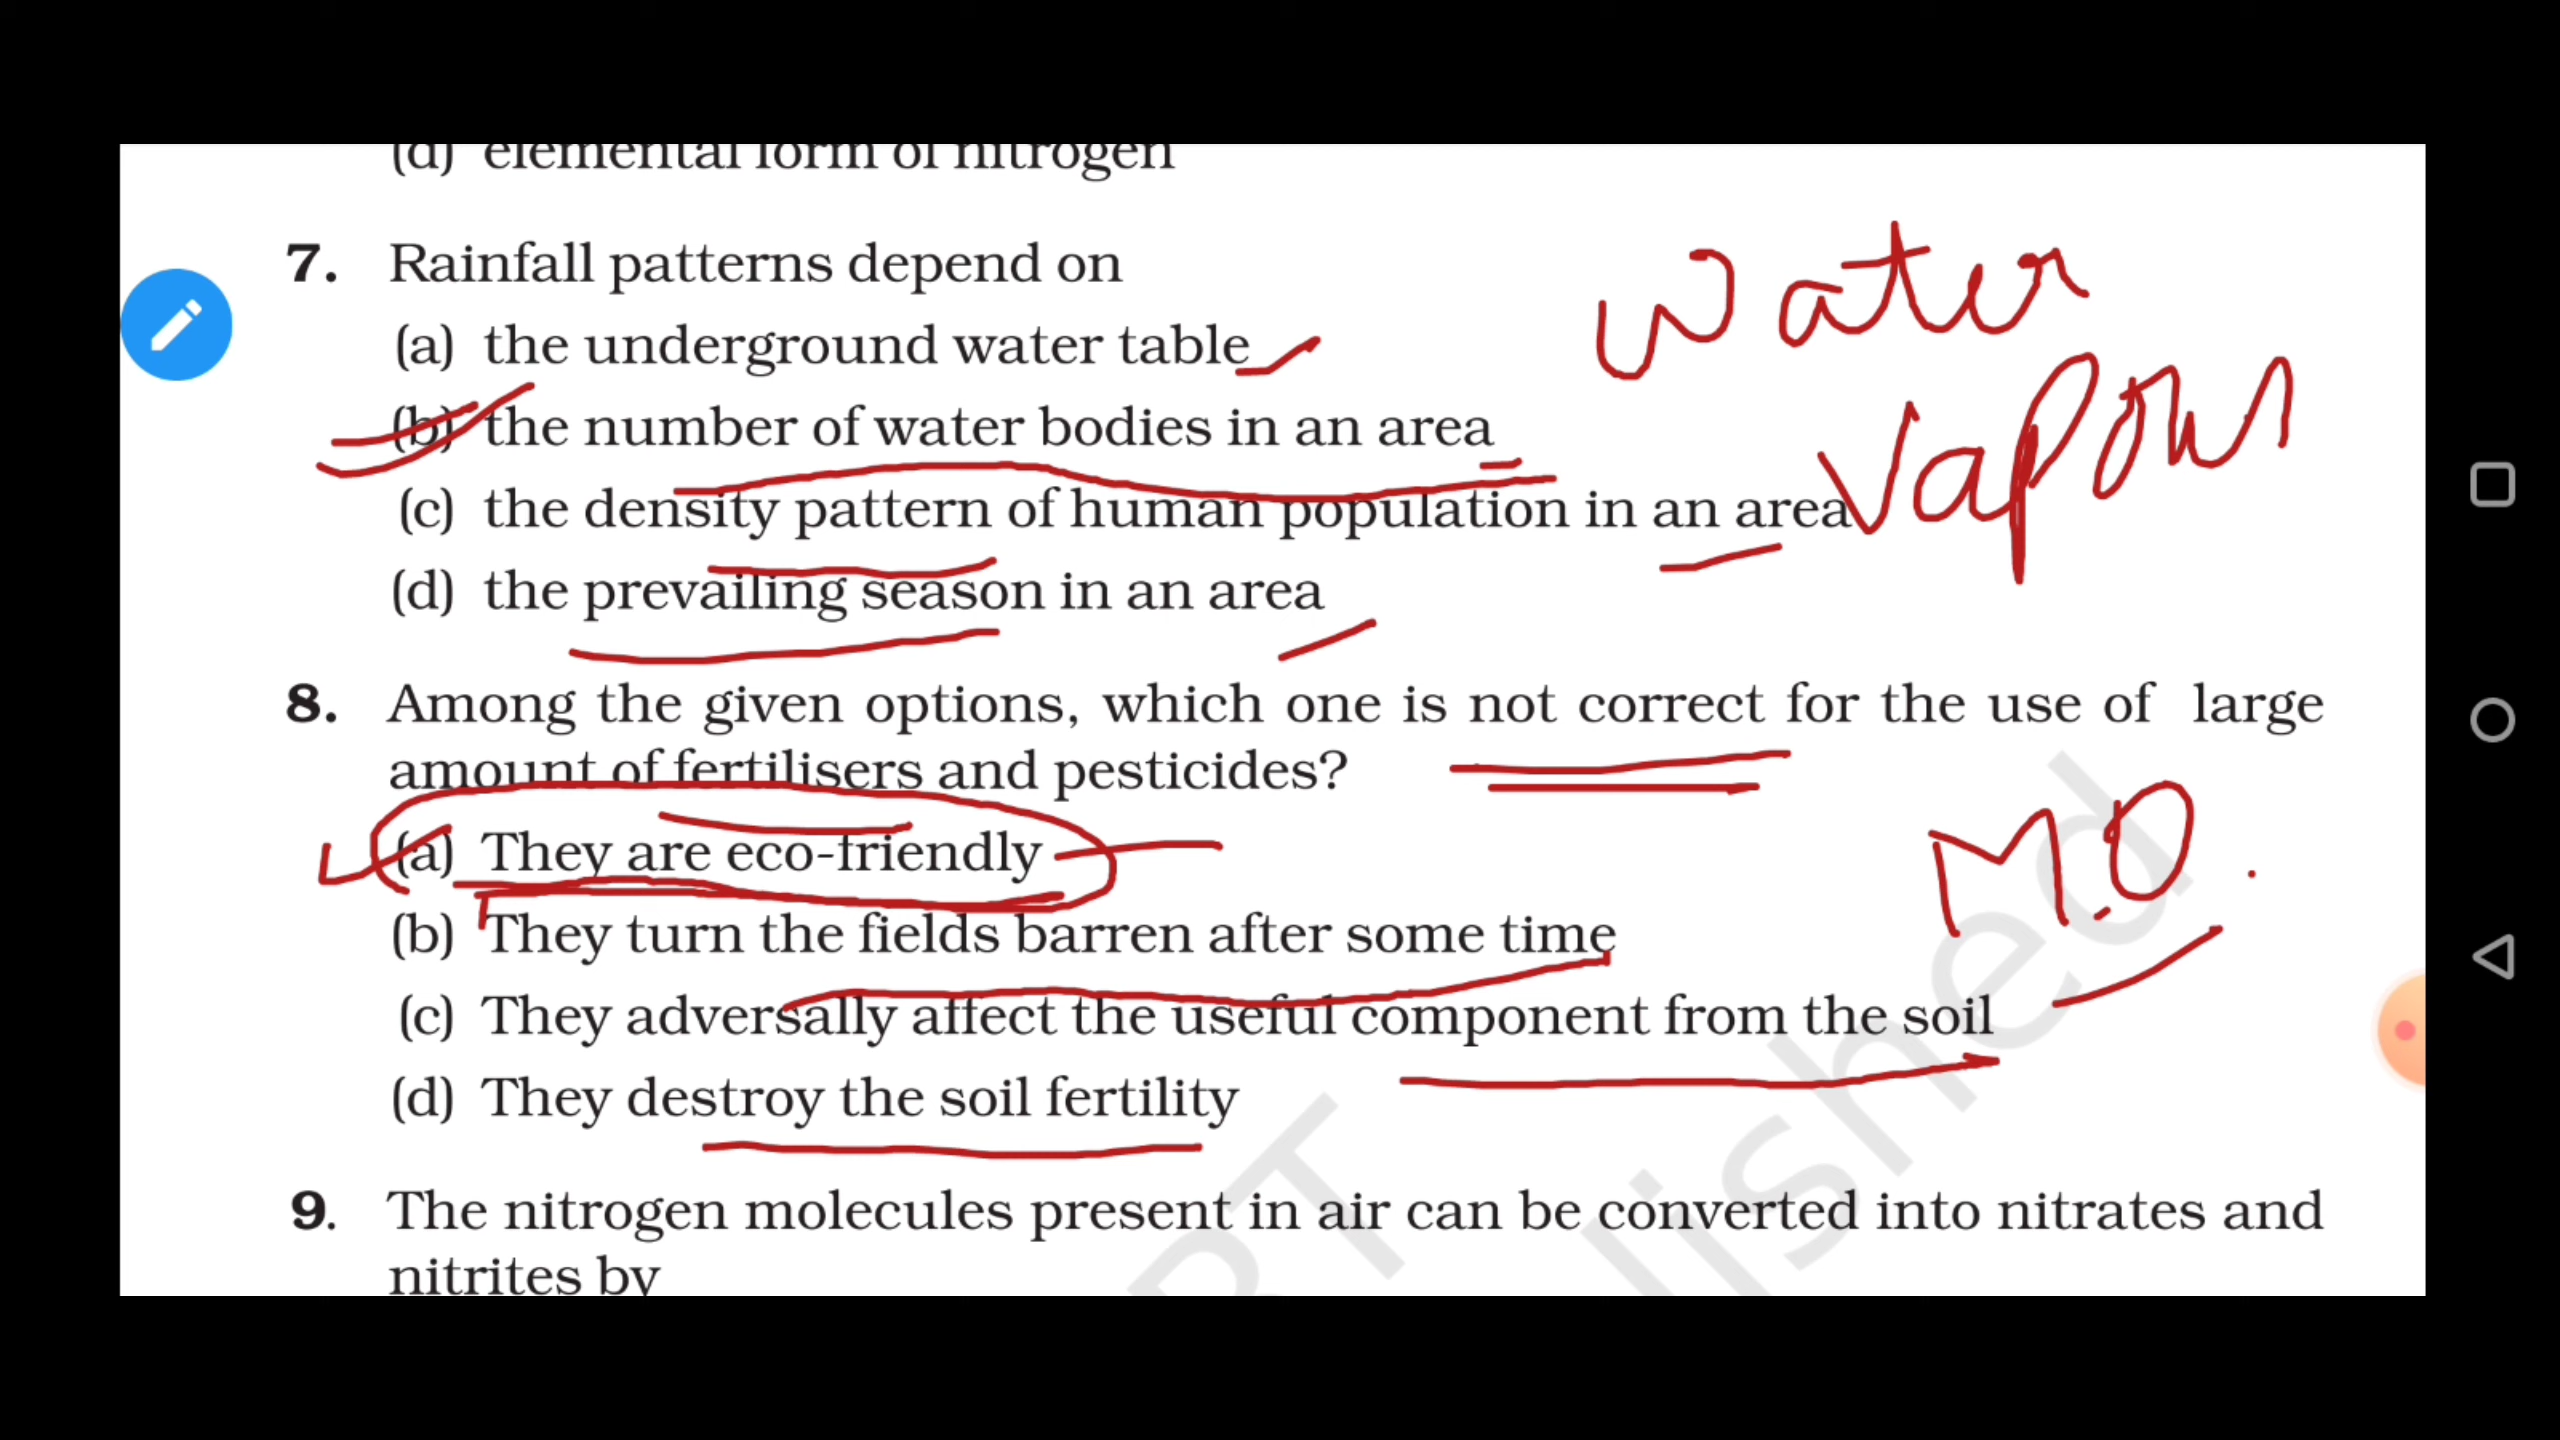 (d) elemental form of nitrogen
7. Rainfall patterns depend on
(a) the underground water table
(b) the number of water bodies in an area
(c) the density pattern of human population in an area
(d) the prevailing season in an area
Water
Vapour
8. Among the given options, which one is not correct for the use of large
amount of fertilisers and pesticides?
(a) They are eco-friendly
(b) They turn the fields barren after some time
(c) They adversally affect the useful component from the soil
(d) They destroy the soil fertility
M.O.
9. The nitrogen molecules present in air can be converted into nitrates and
nitrites by